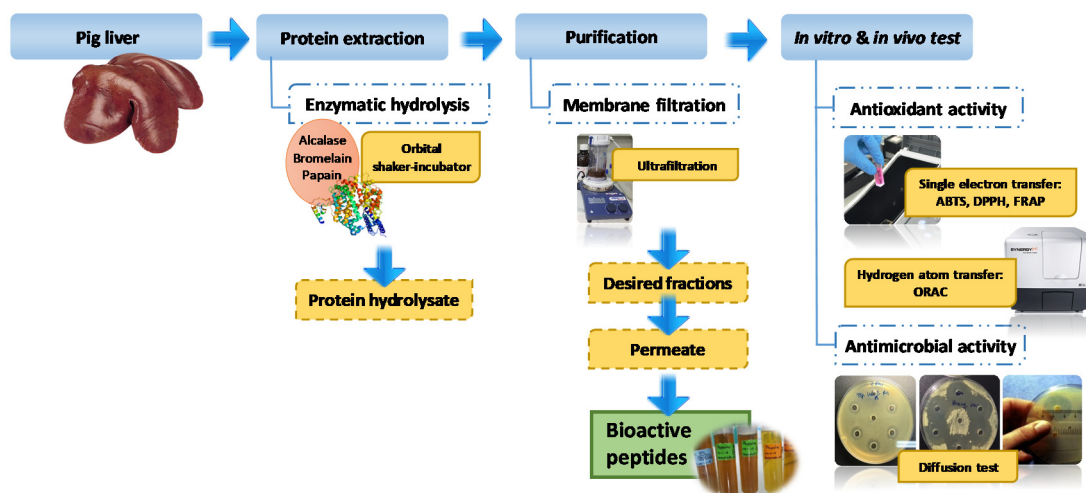 Pig liver
Protein extraction
Purification
In vitro & in vivo test
Enzymatic hydrolysis
Alcalase
Bromelain
Papain
Orbital
shaker-incubator
Protein hydrolysate
Membrane filtration
Ultrafiltration
Desired fractions
Permeate
Bioactive
peptides
Antioxidant activity
Single electron transfer:
ABTS, DPPH, FRAP
SYNERGY
Hydrogen atom transfer:
ORAC
Antimicrobial activity
Diffusion test